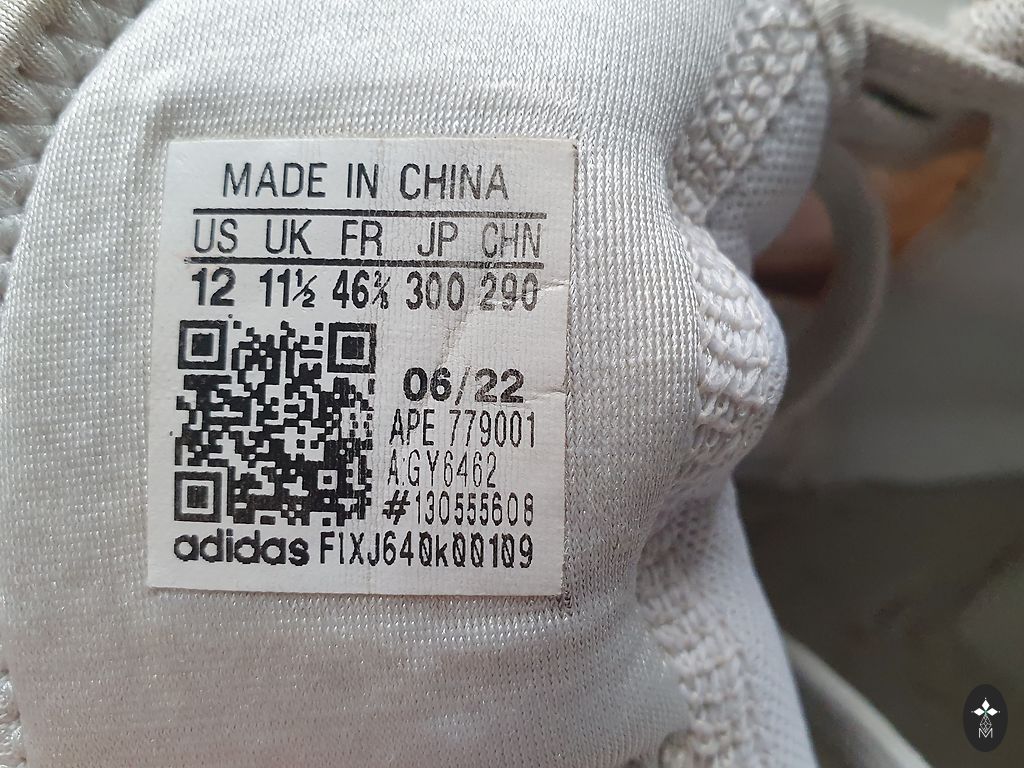 MADE IN CHINA
US UK FR JP CHN
12 11½ 46⅔ 300 290
06/22
APE 779001
A:GY6462
#130555608
adidas FIXJ640k00109
M